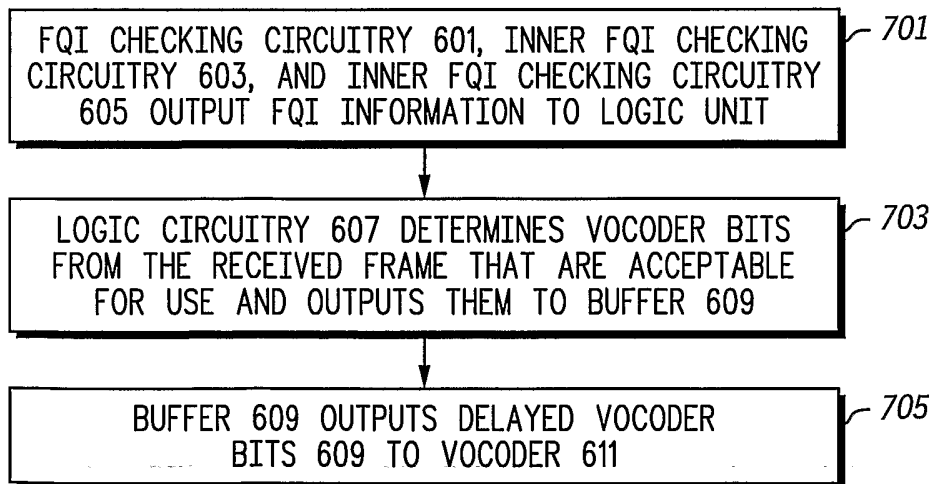 FQI CHECKING CIRCUITRY 601, INNER FQI CHECKING
CIRCUITRY 603, AND INNER FQI CHECKING CIRCUITRY
605 OUTPUT FQI INFORMATION TO LOGIC UNIT
701
LOGIC CIRCUITRY 607 DETERMINES VOCODER BITS
FROM THE RECEIVED FRAME THAT ARE ACCEPTABLE
FOR USE AND OUTPUTS THEM TO BUFFER 609
703
BUFFER 609 OUTPUTS DELAYED VOCODER
BITS 609 TO VOCODER 611
705